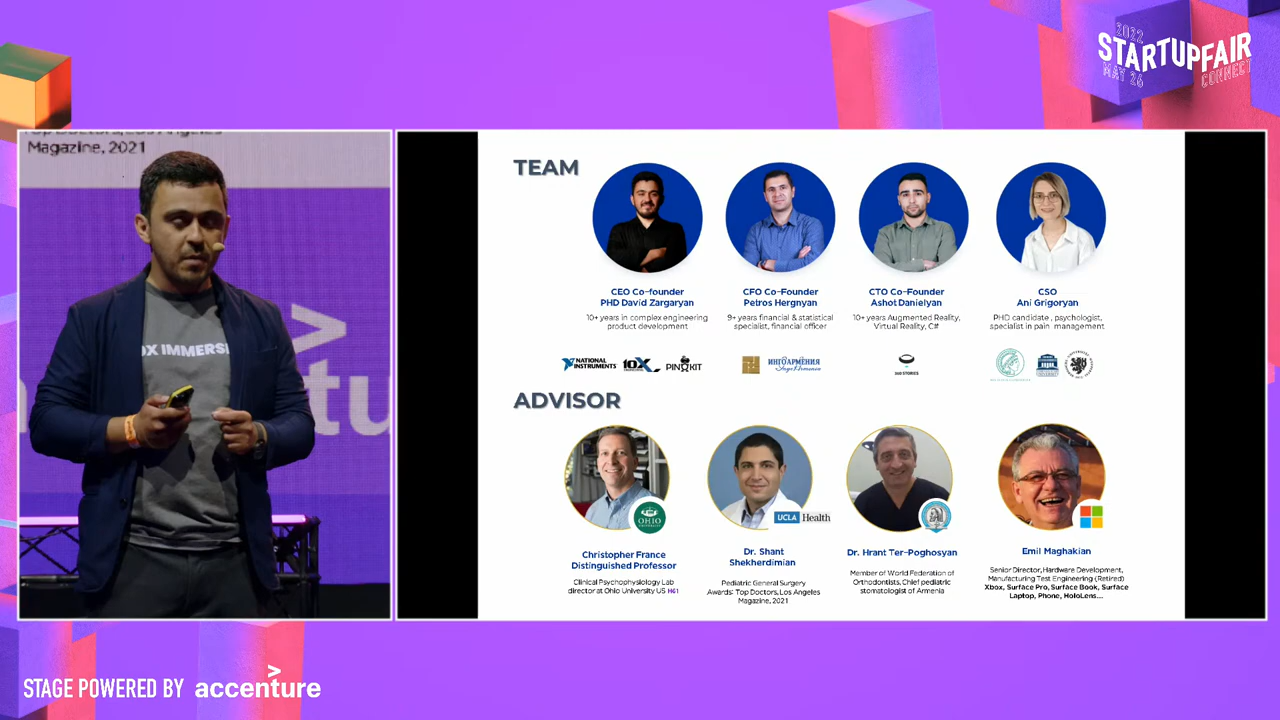 2022
STARTUPFAIR
MAY 26
CONNECT
Top Doctors, Los Angeles
Magazine, 2021
OX IMMERSI
TEAM
CEO Co-founder
PHD David Zargaryan
10+ years in complex engineering
product development
NATIONAL
INSTRUMENTS
10X
PINOKIT
CFO Co-Founder
Petros Hergnyan
9+ years financial & statistical
specialist, financial officer
ИНГОАРМЕНИЯ
IngoArmenia
CTO Co-Founder
Ashot Danielyan
10+ years Augmented Reality,
Virtual Reality, C#
360 STORIES
CSO
Ani Grigoryan
PHD candidate , psychologist,
specialist in pain management
ADVISOR
OHIO
UNIVERSITY
Christopher France
Distinguished Professor
Clinical Psychophysiology Lab
director at Ohio University US H61
UCLA Health
Dr. Shant
Shekherdimian
Pediatric General Surgery
Awards: Top Doctors, Los Angeles
Magazine, 2021
Dr. Hrant Ter-Poghosyan
Member of World Federation of
Orthodontists, Chief pediatric
stomatologist of Armenia
Emil Maghakian
Senior Director, Hardware Development,
Manufacturing Test Engineering (Retired)
Xbox, Surface Pro, Surface Book, Surface
Laptop, Phone, HoloLens...
STAGE POWERED BY accenture